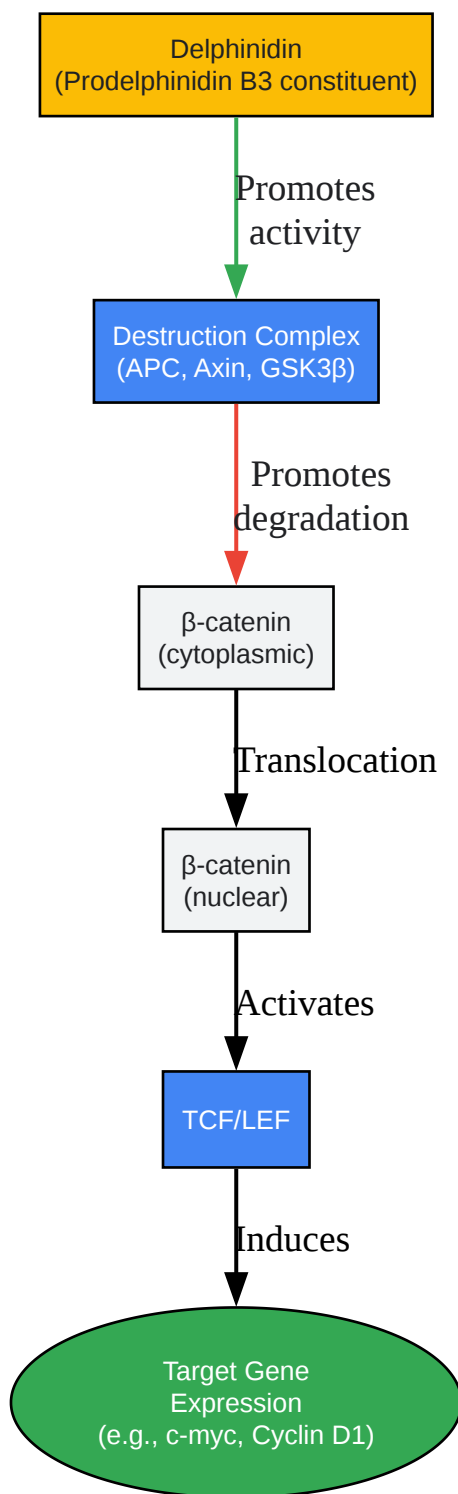 Delphinidin
(Prodelphinidin B3 constituent)
Promotes
activity
Destruction Complex
(APC, Axin, GSK3β)
Promotes
degradation
β-catenin
(cytoplasmic)
Translocation
β-catenin
(nuclear)
Activates
TCF/LEF
Induces
Target Gene
Expression
(e.g., c-myc, Cyclin D1)